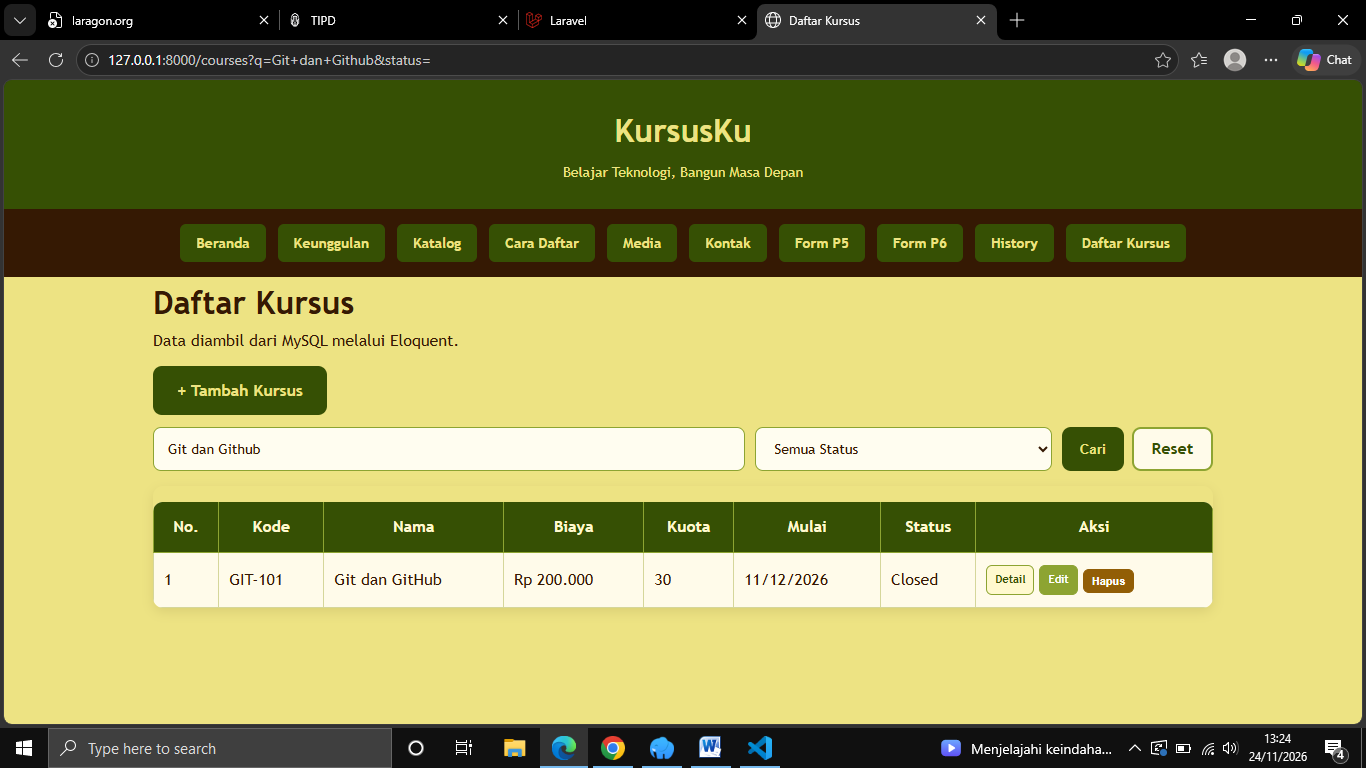 laragon.org
TIPD
Laravel
Daftar Kursus
127.0.0.1:8000/courses?q=Git+dan+Github&status=
Chat
KursusKu
Belajar Teknologi, Bangun Masa Depan
Beranda Keunggulan Katalog Cara Daftar Media Kontak Form P5 Form P6 History Daftar Kursus
Daftar Kursus
Data diambil dari MySQL melalui Eloquent.
+ Tambah Kursus
Git dan Github Semua Status Cari Reset
No. Kode Nama Biaya Kuota Mulai Status Aksi
1 GIT-101 Git dan GitHub Rp 200.000 30 11/12/2026 Closed Detail Edit Hapus
Type here to search
Menjelajahi keindaha...
13:24
24/11/2026
4